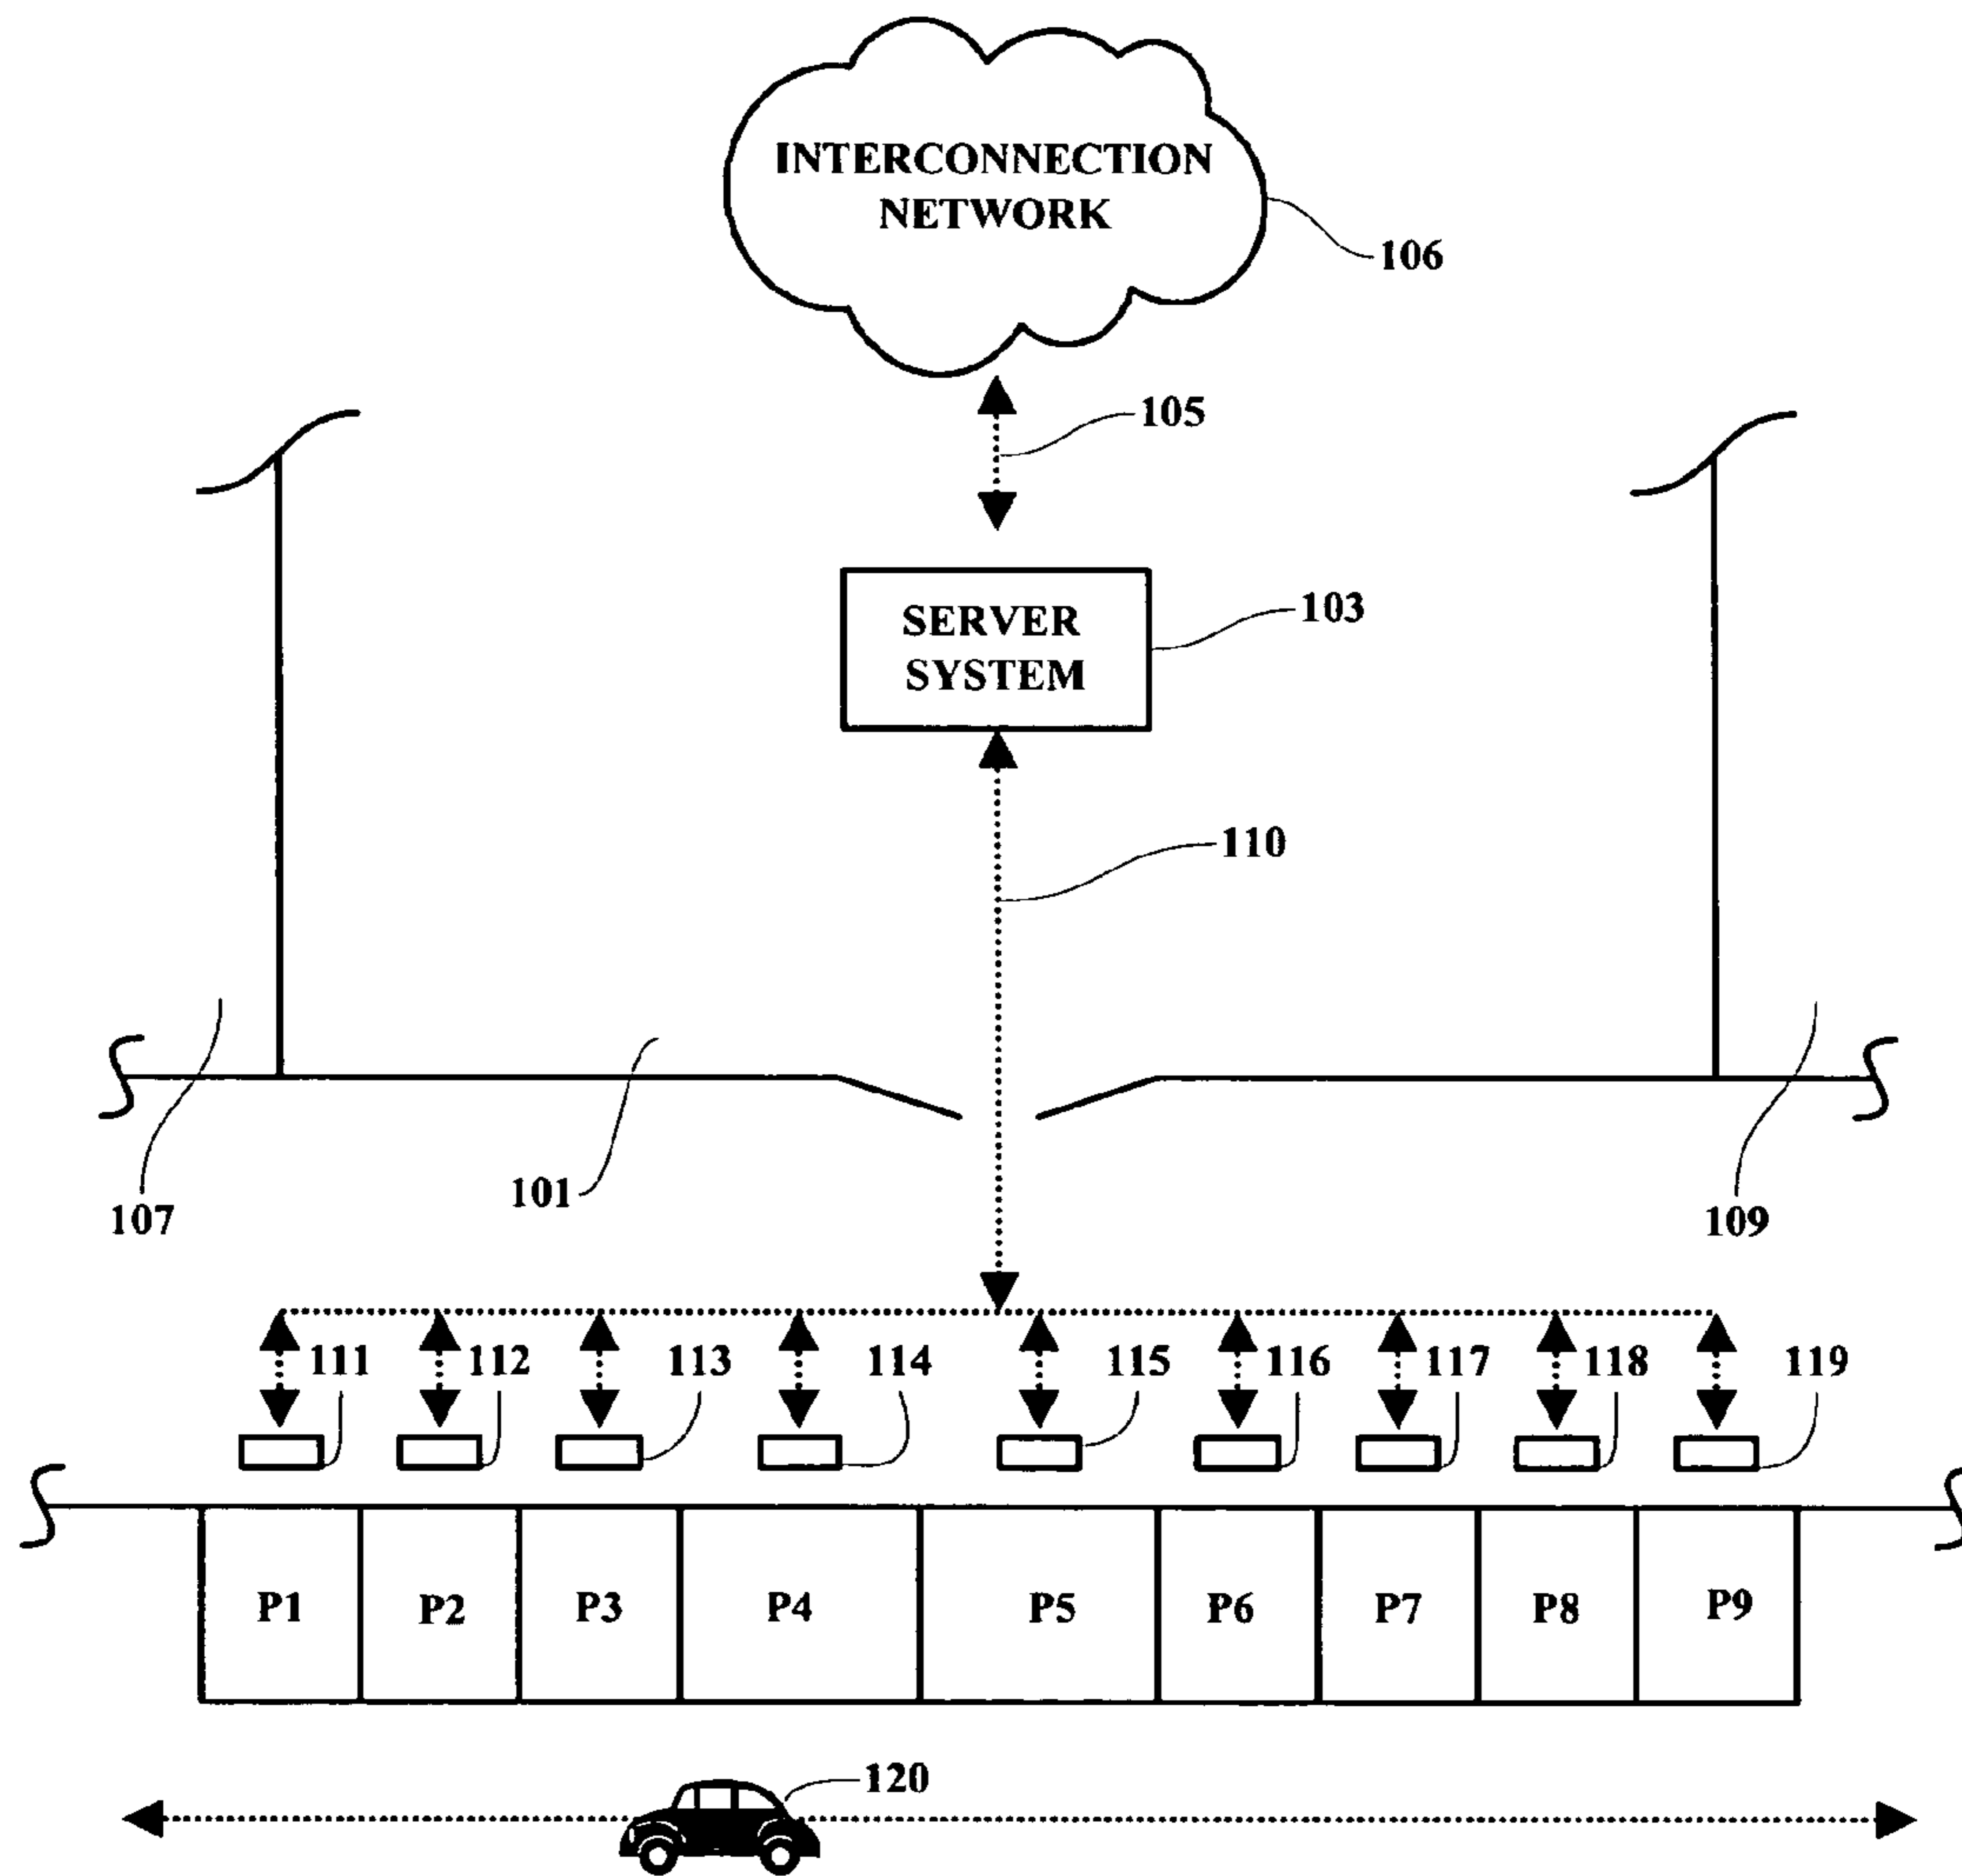 INTERCONNECTION
NETWORK
106
105
SERVER
SYSTEM
103
110
101
107
109
111
112
113
114
115
116
117
118
119
P1
P2
P3
P4
P5
P6
P7
P8
P9
120